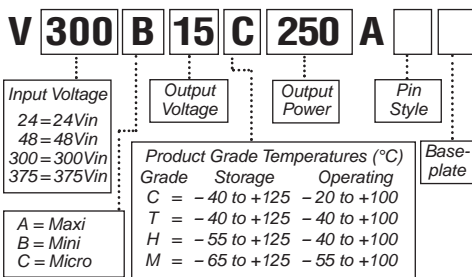 V 300 B 15 C 250 A
Input Voltage
24 = 24Vin
48 = 48Vin
300 = 300Vin
375 = 375Vin
Output
Voltage
Output
Power
Pin
Style
Base-
plate
Product Grade Temperatures (°C)
Grade Storage Operating
C = – 40 to +125 – 20 to +100
T = – 40 to +125 – 40 to +100
H = – 55 to +125 – 40 to +100
M = – 65 to +125 – 55 to +100
A = Maxi
B = Mini
C = Micro